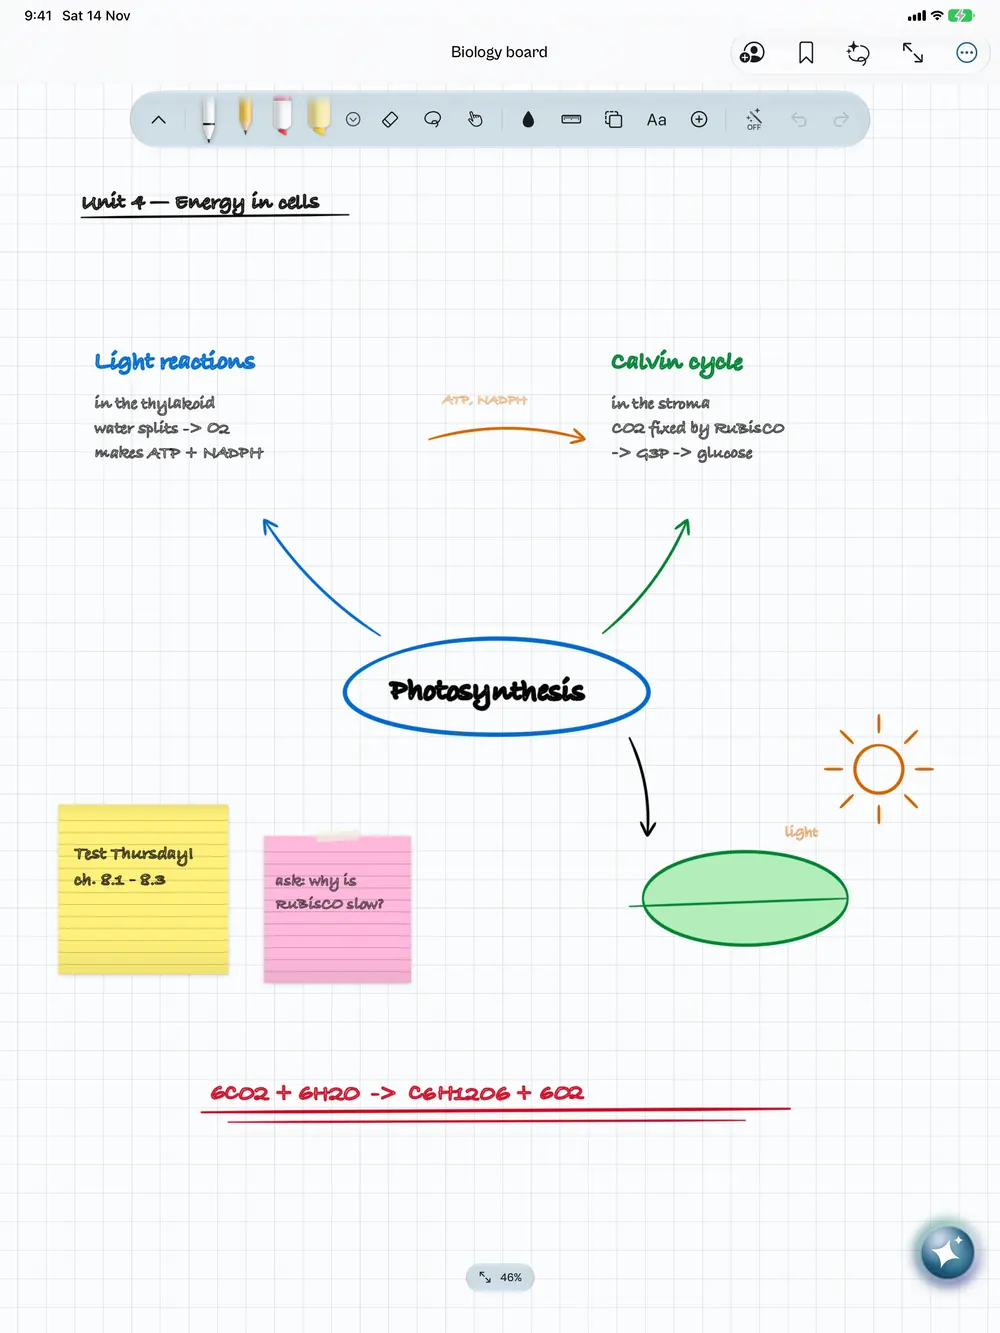 9:41 Sat 14 Nov
Biology board
Aa
OFF
Unit 4 — Energy in cells
Light reactions
in the thylakoid
water splits -> O2
makes ATP + NADPH
ATP, NADPH
Calvin cycle
in the stroma
CO2 fixed by RuBisCO
-> G3P -> glucose
Photosynthesis
light
Test Thursday!
ch. 8.1 - 8.3
ask: why is
RuBisCO slow?
6CO2 + 6H2O -> C6H12O6 + 6O2
46%